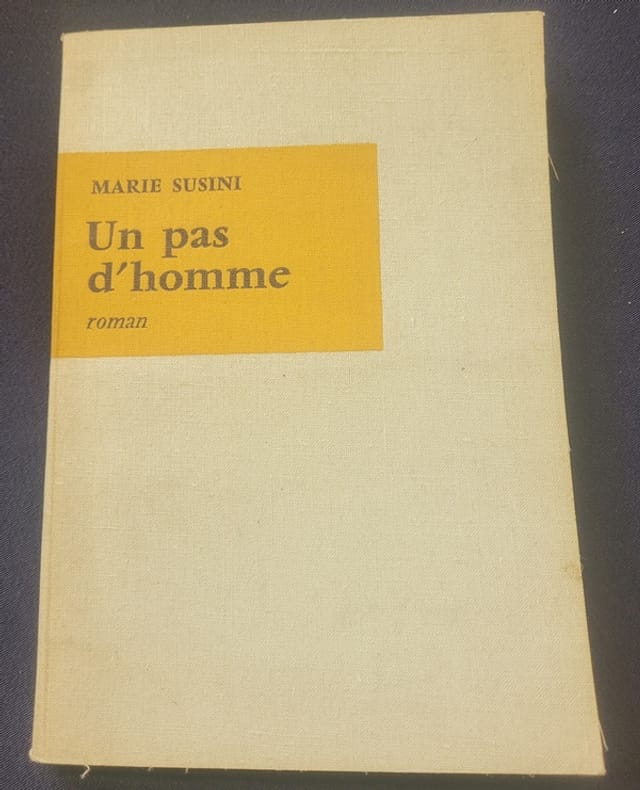 MARIE SUSINI
Un pas
d'homme
roman